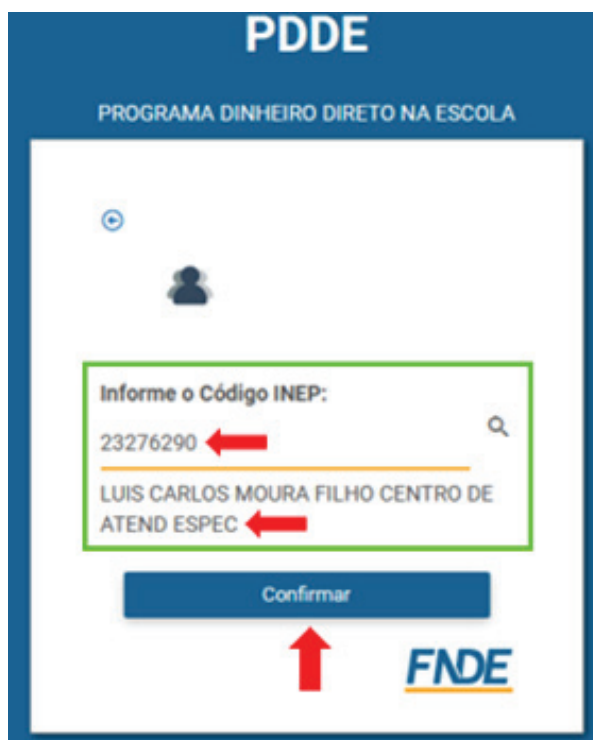 PDDE
PROGRAMA DINHEIRO DIRETO NA ESCOLA
Informe o Código INEP:
23276290
LUIS CARLOS MOURA FILHO CENTRO DE
ATEND ESPEC
Confirmar
FNDE